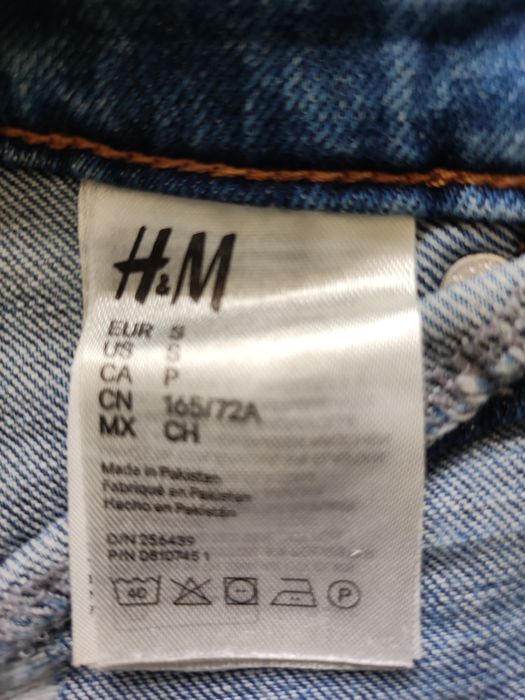 H&M
EUR S
US S
CA P
CN 165/72A
MX CH
Made in Pakistan
Fabriqué en Pakistan
Hecho en Pakistán
O/N 256439
P/N 0810745 1
40
P